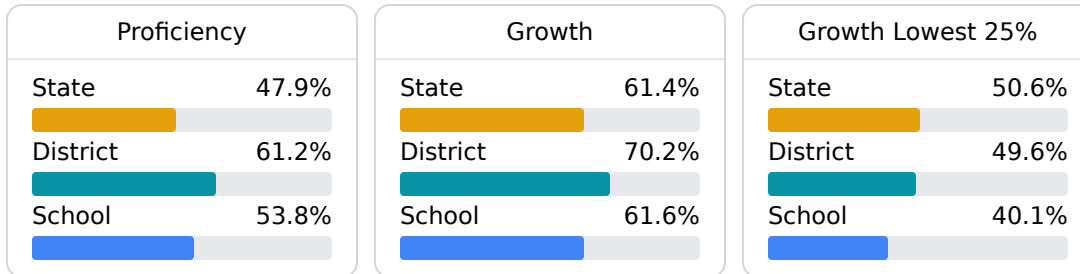 Proficiency
State 47.9%
District 61.2%
School 53.8%
Growth
State 61.4%
District 70.2%
School 61.6%
Growth Lowest 25%
State 50.6%
District 49.6%
School 40.1%